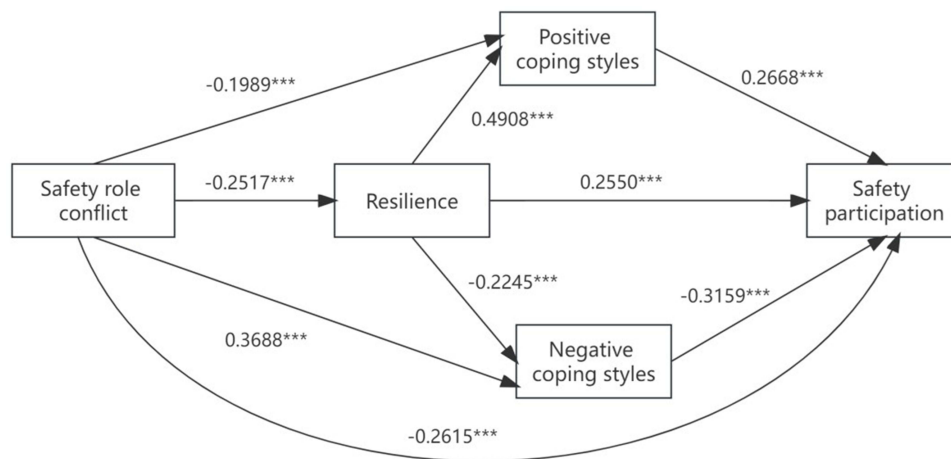 Positive
coping styles
-0.1989***
0.2668***
0.4908***
Safety role
conflict
-0.2517***
Resilience
0.2550***
Safety
participation
-0.2245***
-0.3159***
0.3688***
Negative
coping styles
-0.2615***